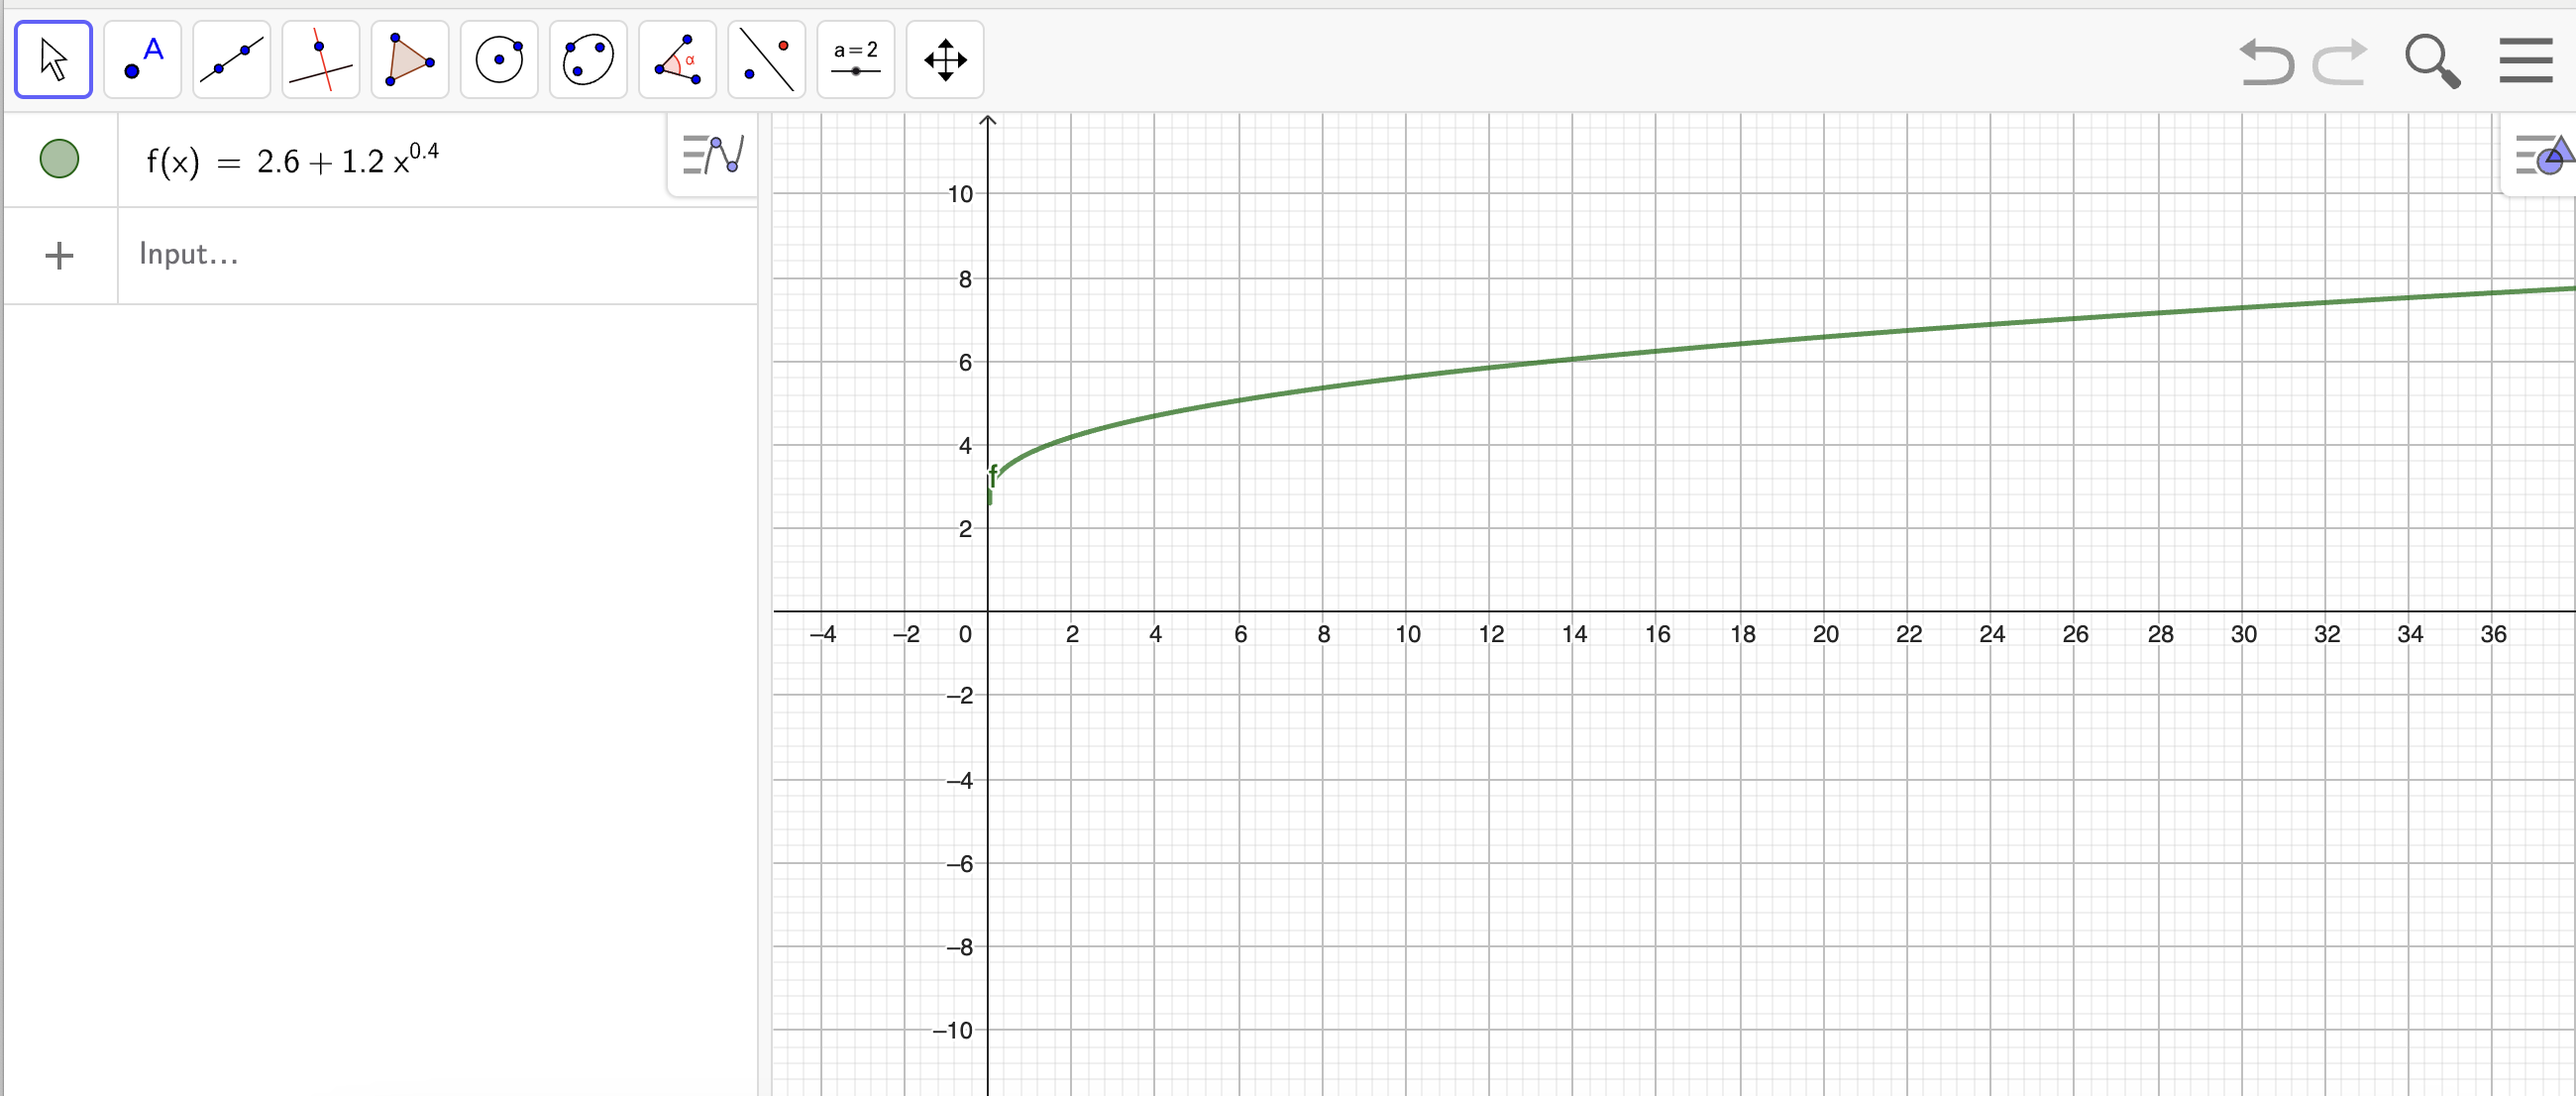 A
α
a = 2
f(x) = 2.6 + 1.2 x^0.4
+ Input...
10
8
6
4
2
f
−4 −2 0 2 4 6 8 10 12 14 16 18 20 22 24 26 28 30 32 34 36
−2
−4
−6
−8
−10